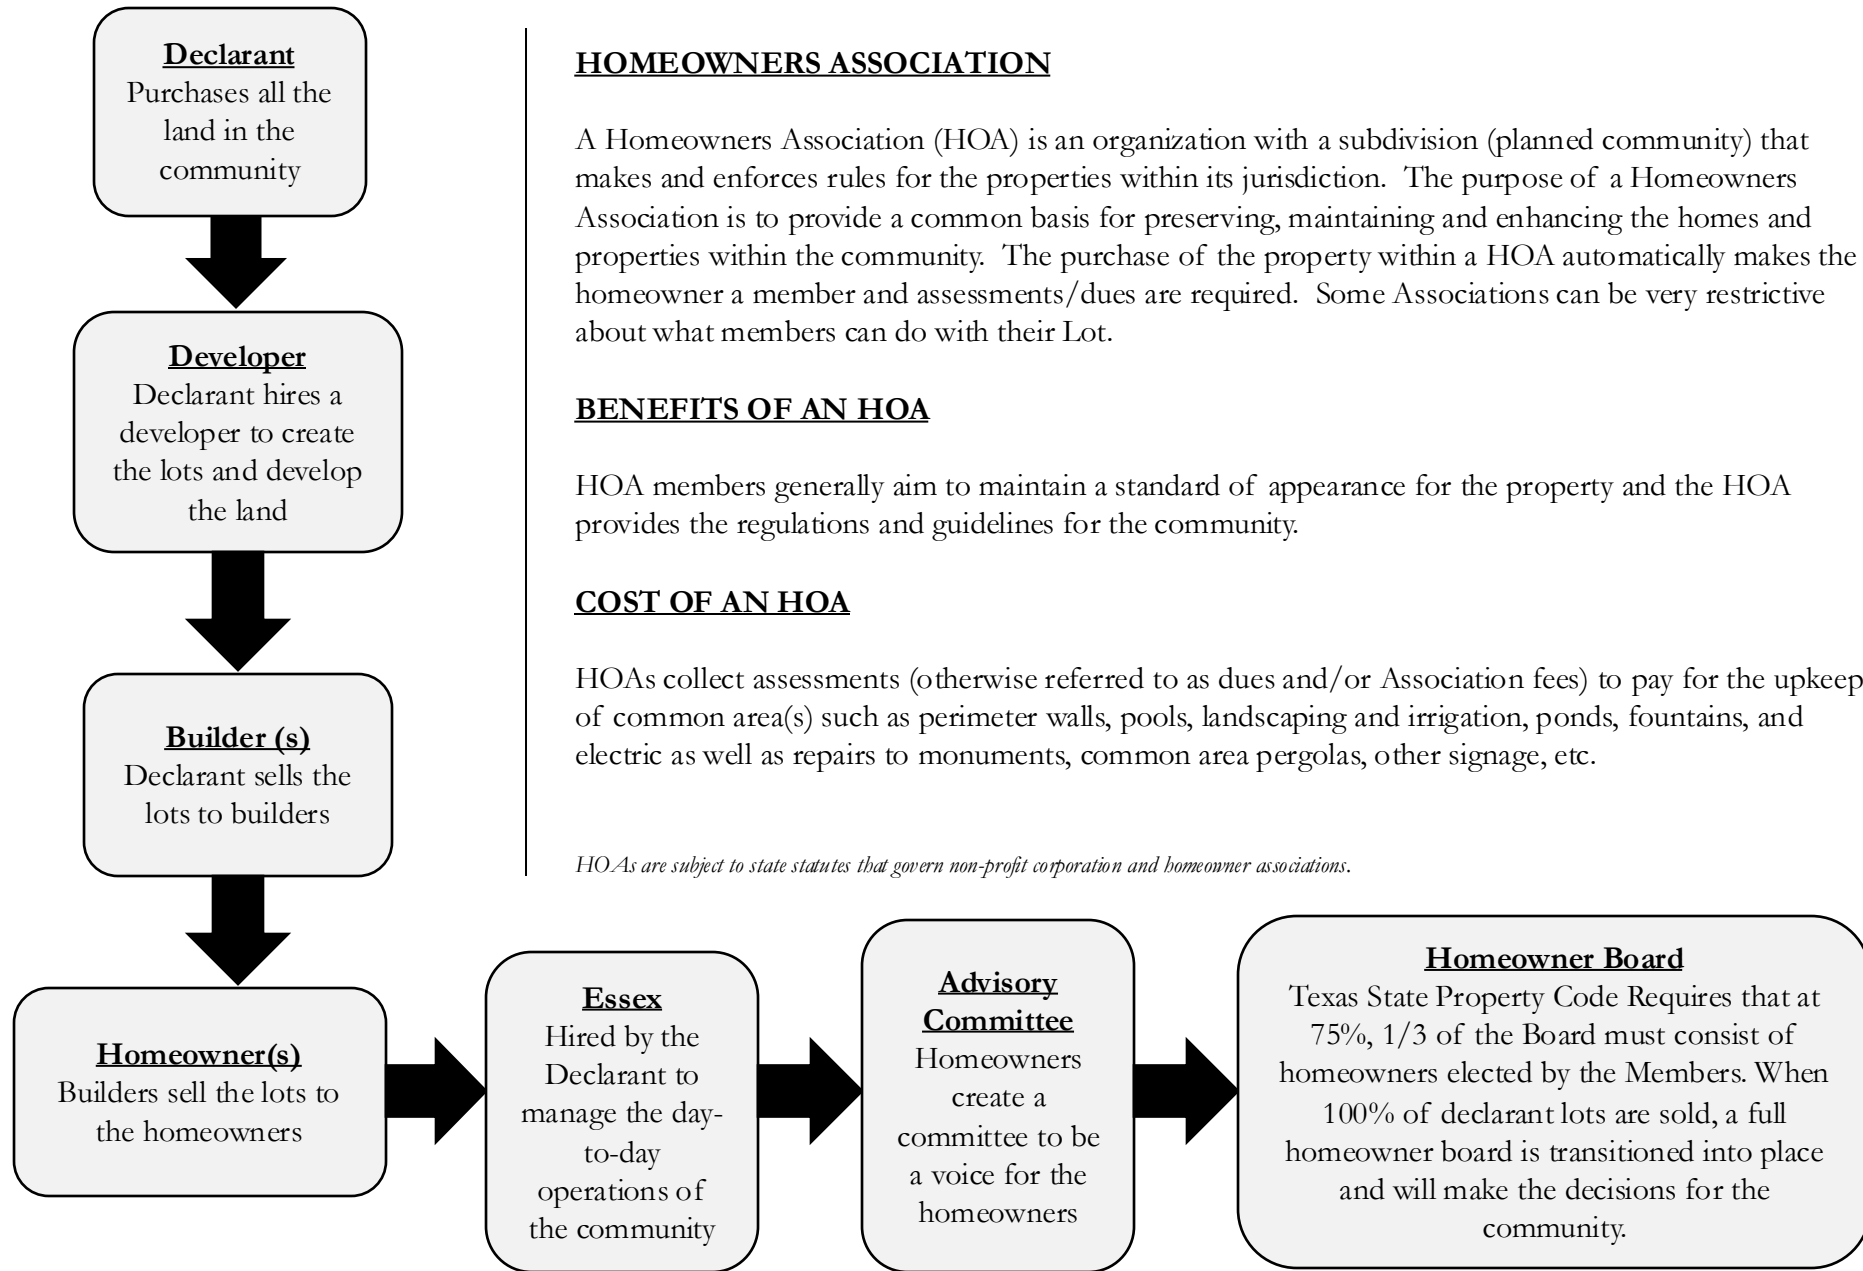 Declarant
Purchases all the
land in the
community
Developer
Declarant hires a
developer to create
the lots and develop
the land
Builder (s)
Declarant sells the
lots to builders
Homeowner(s)
Builders sell the lots to
the homeowners
HOMEOWNERS ASSOCIATION
A Homeowners Association (HOA) is an organization with a subdivision (planned community) that
makes and enforces rules for the properties within its jurisdiction. The purpose of a Homeowners
Association is to provide a common basis for preserving, maintaining and enhancing the homes and
properties within the community. The purchase of the property within a HOA automatically makes the
homeowner a member and assessments/dues are required. Some Associations can be very restrictive
about what members can do with their Lot.
BENEFITS OF AN HOA
HOA members generally aim to maintain a standard of appearance for the property and the HOA
provides the regulations and guidelines for the community.
COST OF AN HOA
HOAs collect assessments (otherwise referred to as dues and/or Association fees) to pay for the upkeep
of common area(s) such as perimeter walls, pools, landscaping and irrigation, ponds, fountains, and
electric as well as repairs to monuments, common area pergolas, other signage, etc.
HOAs are subject to state statutes that govern non-profit corporation and homeowner associations.
Essex
Hired by the
Declarant to
manage the day-
to-day
operations of
the community
Advisory
Committee
Homeowners
create a
committee to be
a voice for the
homeowners
Homeowner Board
Texas State Property Code Requires that at
75%, 1/3 of the Board must consist of
homeowners elected by the Members. When
100% of declarant lots are sold, a full
homeowner board is transitioned into place
and will make the decisions for the
community.